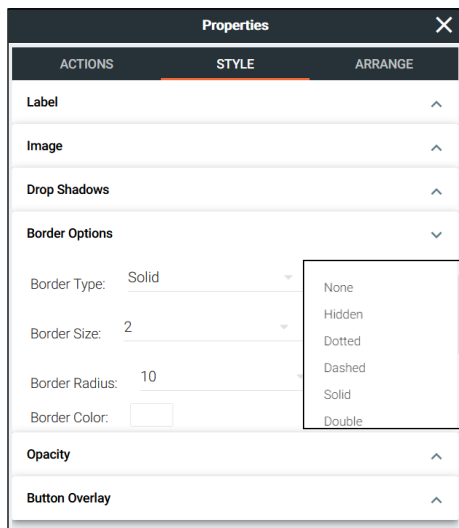 Properties
ACTIONS STYLE ARRANGE
Label
Image
Drop Shadows
Border Options
Border Type: Solid
Border Size: 2
Border Radius: 10
Border Color:
None
Hidden
Dotted
Dashed
Solid
Double
Opacity
Button Overlay